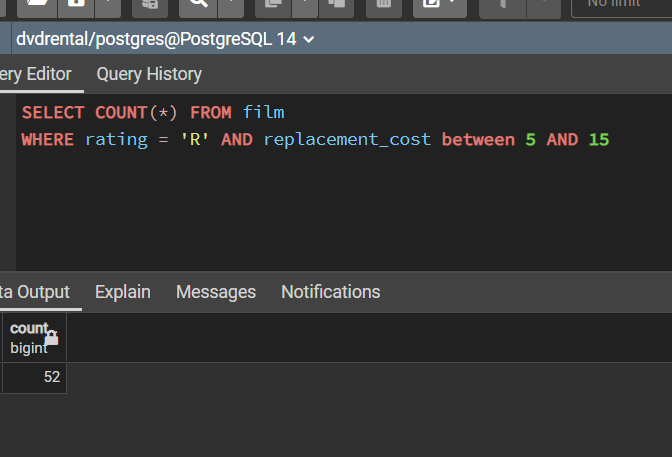 No limit
dvdrental/postgres@PostgreSQL 14
ery Editor Query History
SELECT COUNT(*) FROM film
WHERE rating = 'R' AND replacement_cost between 5 AND 15
ta Output Explain Messages Notifications
count
bigint
52